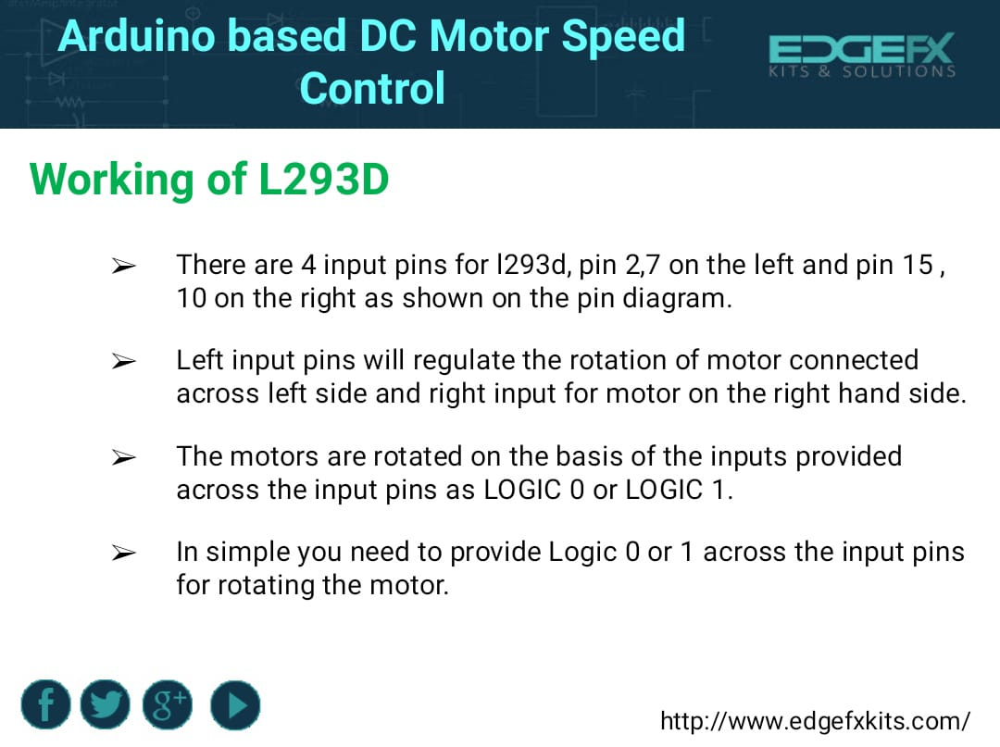 Arduino based DC Motor Speed
Control
EDGEFX
KITS & SOLUTIONS
Working of L293D
➢ There are 4 input pins for l293d, pin 2,7 on the left and pin 15 ,
10 on the right as shown on the pin diagram.
➢ Left input pins will regulate the rotation of motor connected
across left side and right input for motor on the right hand side.
➢ The motors are rotated on the basis of the inputs provided
across the input pins as LOGIC 0 or LOGIC 1.
➢ In simple you need to provide Logic 0 or 1 across the input pins
for rotating the motor.
f
g+
http://www.edgefxkits.com/